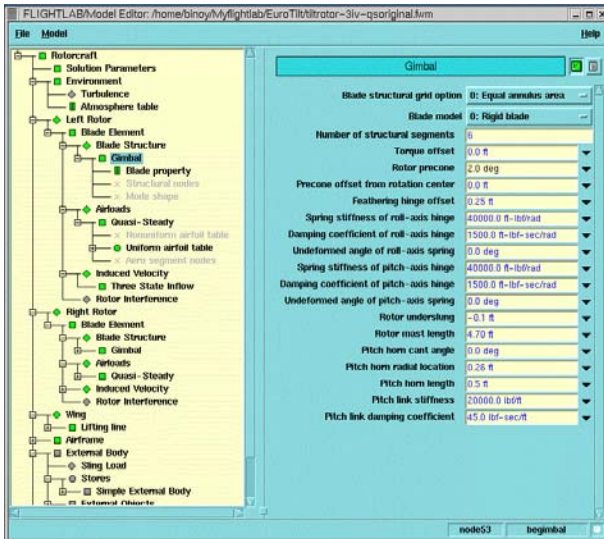 FLIGHTLAB/Model Editor: /home/binoy/Myflightlab/EuroTilt/tiltrotor-3iv-qsoriginal.fwm
File Model Help
Rotorcraft
Solution Parameters
Environment
Turbulence
Atmosphere table
Left Rotor
Blade Element
Blade Structure
Gimbal
Blade property
Structural nodes
Mode shape
Airloads
Quasi-Steady
Nonuniform airfoil table
Uniform airfoil table
Aero segment nodes
Induced Velocity
Three State Inflow
Rotor Interference
Right Rotor
Blade Element
Blade Structure
Gimbal
Airloads
Quasi-Steady
Induced Velocity
Rotor Interference
Wing
Lifting line
Airframe
External Body
Sling Load
Stores
Simple External Body
External Objects
Gimbal
Blade structural grid option 0: Equal annulus area
Blade model 0: Rigid blade
Number of structural segments 6
Torque offset 0.0 ft
Rotor precone 2.0 deg
Precone offset from rotation center 0.0 ft
Feathering hinge offset 0.25 ft
Spring stiffness of roll-axis hinge 40000.0 ft-lbf/rad
Damping coefficient of roll-axis hinge 1500.0 ft-lbf-sec/rad
Undeformed angle of roll-axis spring 0.0 deg
Spring stiffness of pitch-axis hinge 40000.0 ft-lbf/rad
Damping coefficient of pitch-axis hinge 1500.0 ft-lbf-sec/rad
Undeformed angle of pitch-axis spring 0.0 deg
Rotor underslung -0.1 ft
Rotor mast length 4.70 ft
Pitch horn cant angle 0.0 deg
Pitch horn radial location 0.26 ft
Pitch horn length 0.5 ft
Pitch link stiffness 20000.0 lbf/ft
Pitch link damping coefficient 45.0 lbf-sec/ft
node53 begimbal